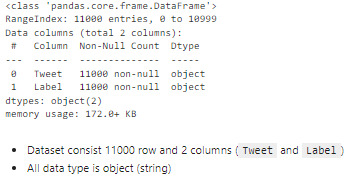 <class 'pandas.core.frame.DataFrame'>
RangeIndex: 11000 entries, 0 to 10999
Data columns (total 2 columns):
 #   Column  Non-Null Count  Dtype
---  ------  --------------  -----
 0   Tweet   11000 non-null  object
 1   Label   11000 non-null  object
dtypes: object(2)
memory usage: 172.0+ KB
• Dataset consist 11000 row and 2 columns ( Tweet and Label )
• All data type is object (string)